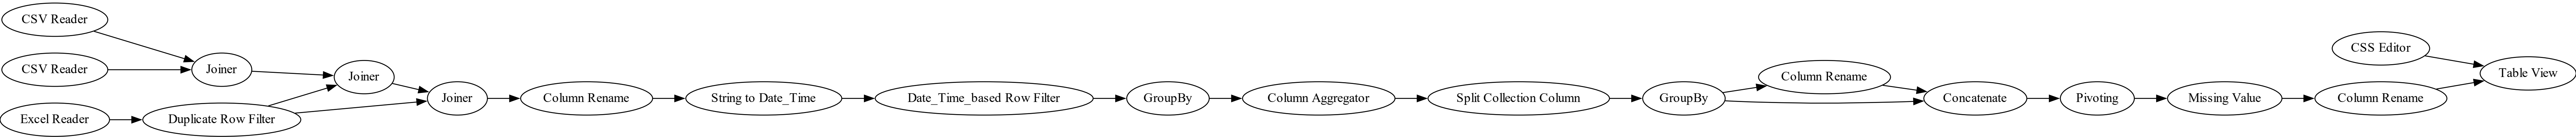 CSV Reader
CSV Reader
Excel Reader
Joiner
Duplicate Row Filter
Joiner
Joiner
Column Rename
String to Date_Time
Date_Time_based Row Filter
GroupBy
Column Aggregator
Split Collection Column
GroupBy
Column Rename
Concatenate
Pivoting
Missing Value
CSS Editor
Column Rename
Table View